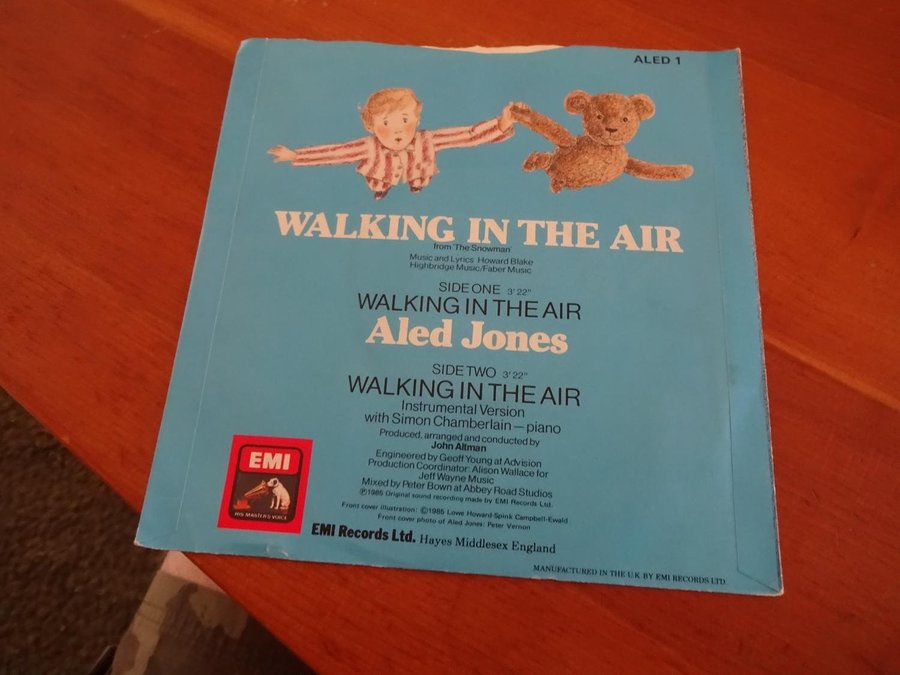 ALED 1
WALKING IN THE AIR
from 'The Snowman'
Music and Lyrics Howard Blake
Highbridge Music/Faber Music
SIDE ONE 3'22"
WALKING IN THE AIR
Aled Jones
SIDE TWO 3'22"
WALKING IN THE AIR
Instrumental Version
with Simon Chamberlain—piano
Produced, arranged and conducted by
John Altman
Engineered by Geoff Young at Advision
Production Coordinator: Alison Wallace for
Jeff Wayne Music
Mixed by Peter Bown at Abbey Road Studios
℗1985 Original sound recording made by EMI Records Ltd.
Front cover illustration: ©1985 Lowe Howard-Spink Campbell-Ewald
Front cover photo of Aled Jones: Peter Vernon
EMI
HIS MASTER'S VOICE
EMI Records Ltd. Hayes Middlesex England
MANUFACTURED IN THE U.K. BY EMI RECORDS LTD.